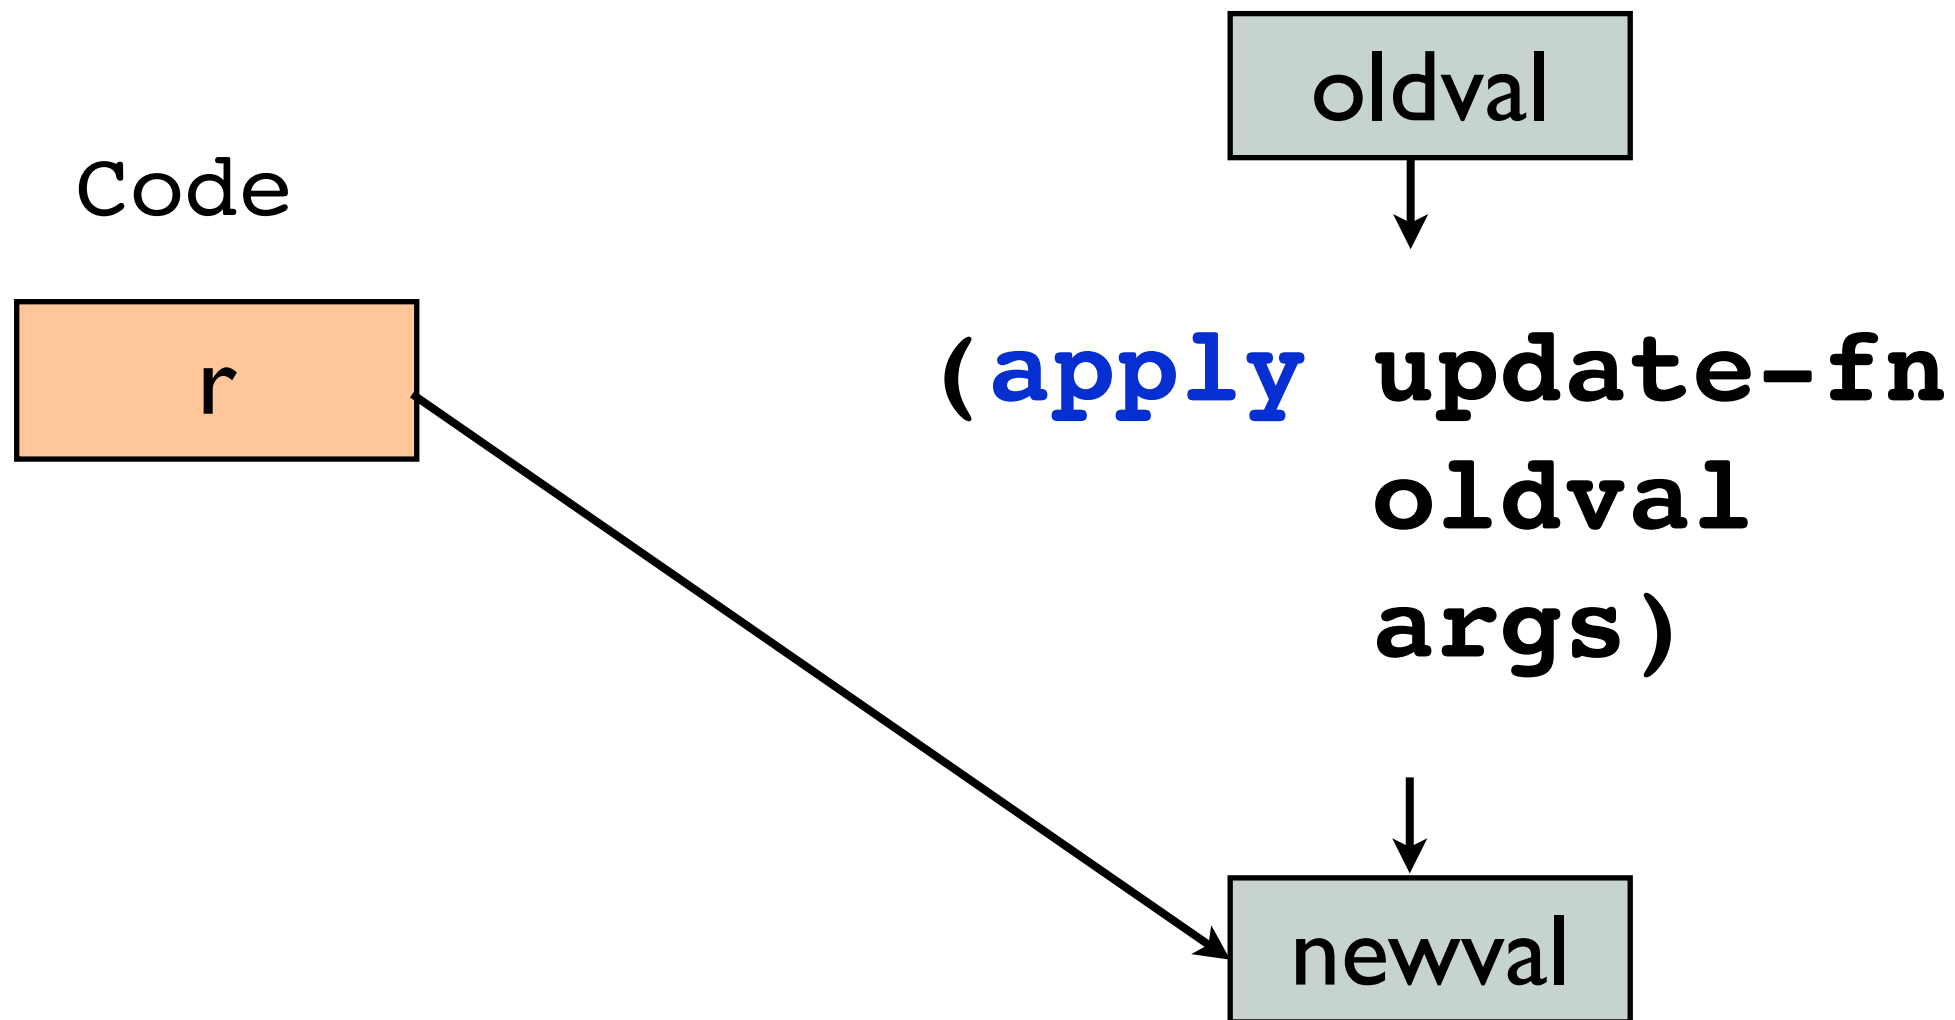 oldval
Code
r
(apply update-fn
oldval
args)
newval